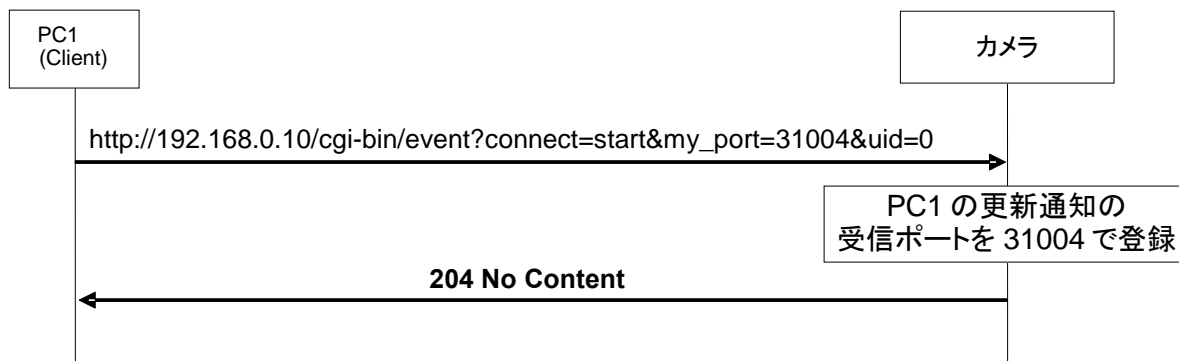 PC1
(Client)
カメラ
http://192.168.0.10/cgi-bin/event?connect=start&my_port=31004&uid=0
PC1 の更新通知の
受信ポートを 31004 で登録
204 No Content